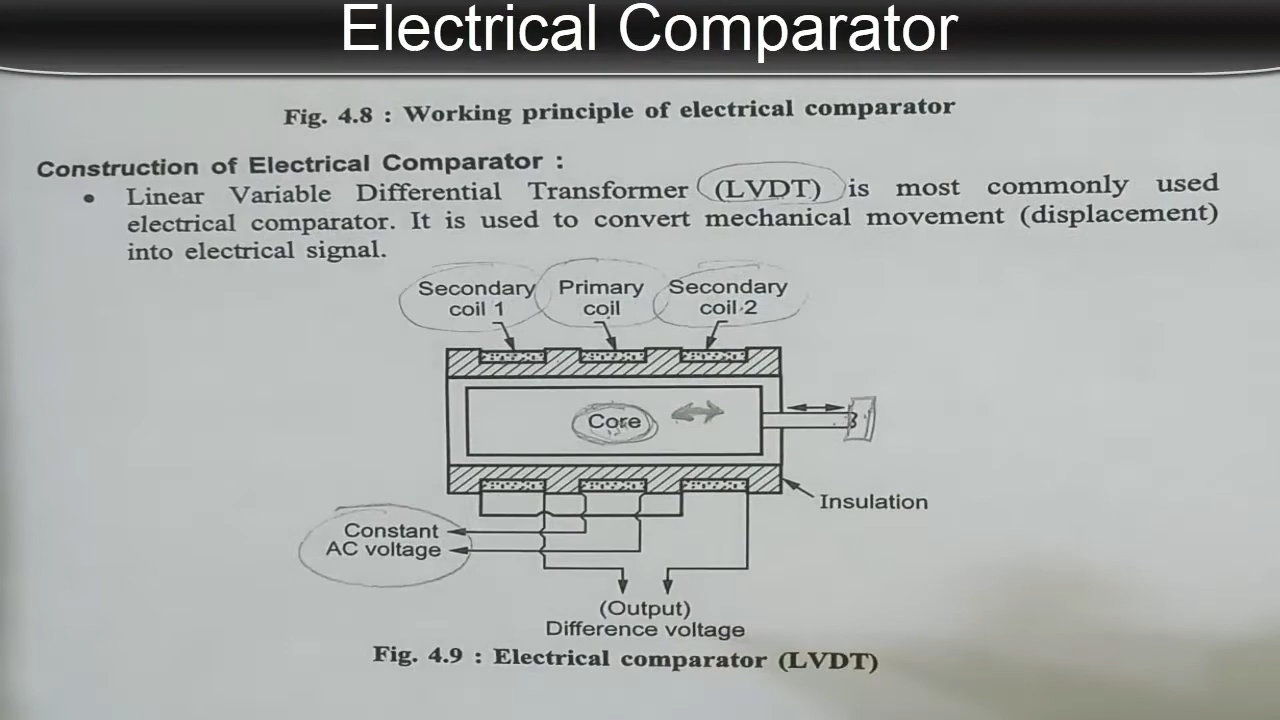 Electrical Comparator
Fig. 4.8 : Working principle of electrical comparator
Construction of Electrical Comparator :
• Linear Variable Differential Transformer (LVDT) is most commonly used
electrical comparator. It is used to convert mechanical movement (displacement)
into electrical signal.
Secondary coil 1
Primary coil
Secondary coil 2
Core
Insulation
Constant
AC voltage
(Output)
Difference voltage
Fig. 4.9 : Electrical comparator (LVDT)